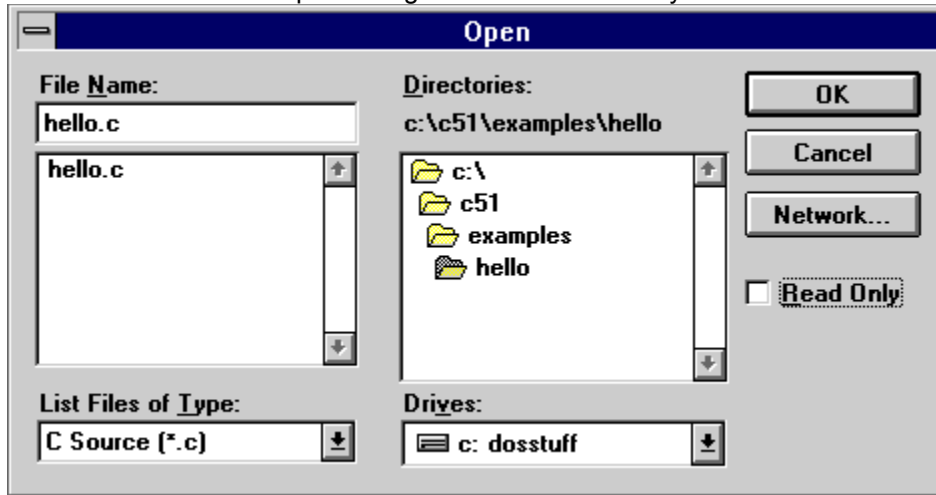 Open
File Name:
hello.c
hello.c
List Files of Type:
C Source (*.c)
Directories:
c:\c51\examples\hello
c:\
c51
examples
hello
Drives:
c: dosstuff
OK
Cancel
Network...
Read Only